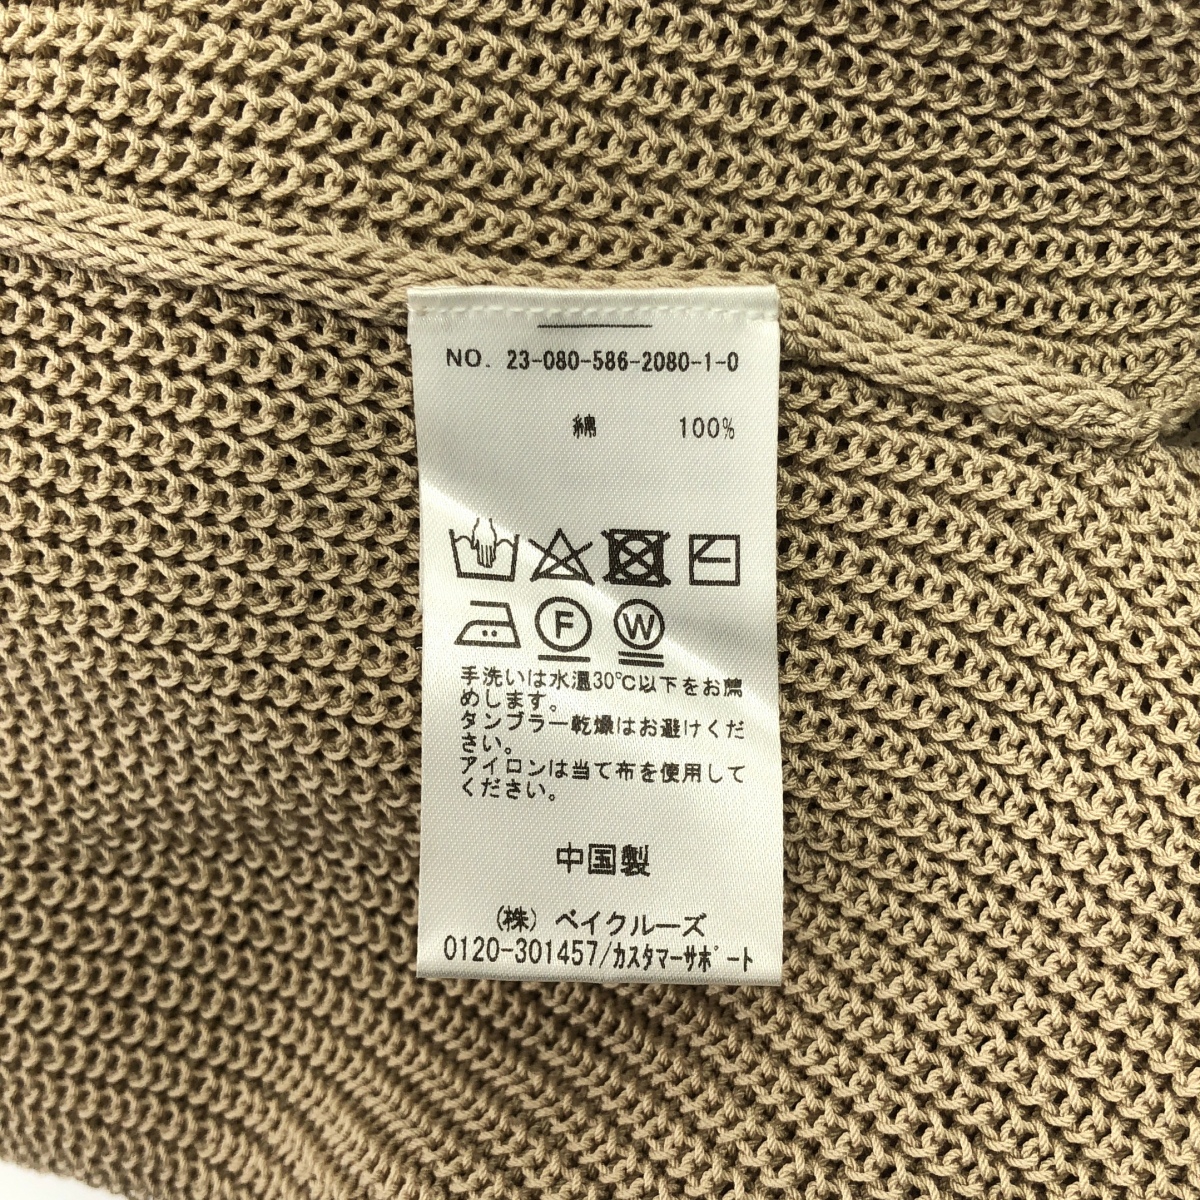 NO. 23-080-586-2080-1-0
綿 100%
F W
手洗いは水温30℃以下をお薦
めします。
タンブラー乾燥はお避けくだ
さい。
アイロンは当て布を使用して
ください。
中国製
(株) ベイクルーズ
0120-301457/ｶｽﾀﾏｰｻﾎﾟｰﾄ